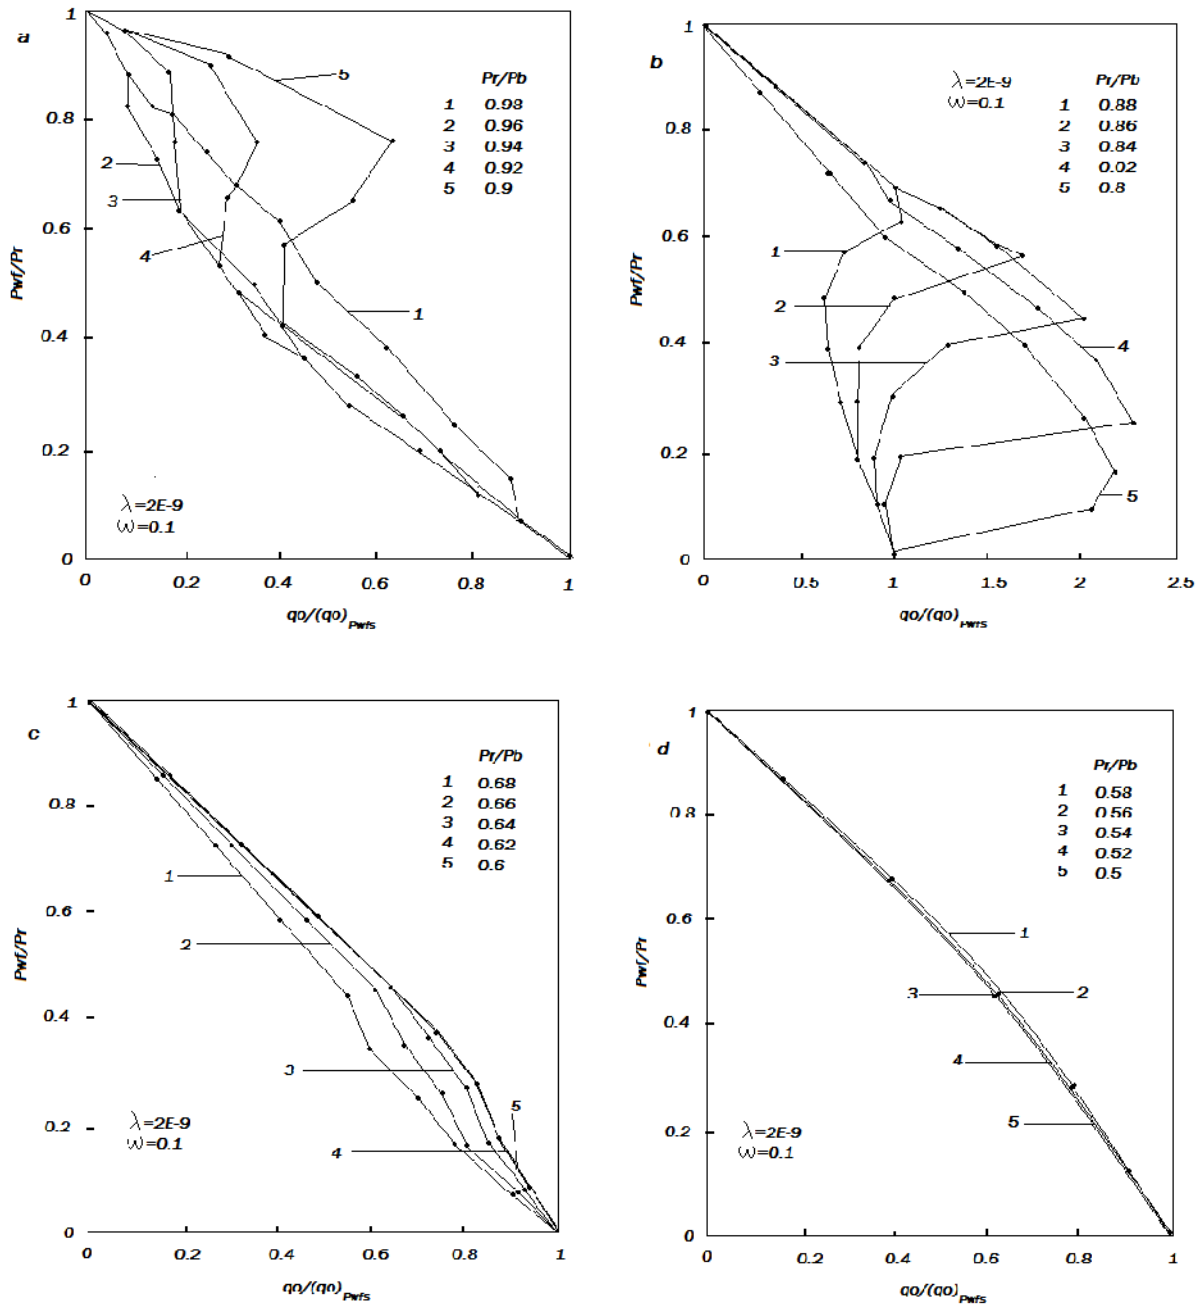 a
Pr/Pb
1 0.98
2 0.96
3 0.94
4 0.92
5 0.9
5
2
3
4
1
λ=2E-9
ω=0.1
1
0.8
0.6
0.4
0.2
0
Pwf/Pr
0 0.2 0.4 0.6 0.8 1
qo/(qo)Pwfs
b
λ=2E-9
ω=0.1
Pr/Pb
1 0.88
2 0.86
3 0.84
4 0.02
5 0.8
1
2
3
4
5
1
0.8
0.6
0.4
0.2
0
Pwf/Pr
0 0.5 1 1.5 2 2.5
qo/(qo)Pwfs
c
Pr/Pb
1 0.68
2 0.66
3 0.64
4 0.62
5 0.6
1
2
3
5
4
λ=2E-9
ω=0.1
1
0.8
0.6
0.4
0.2
0
Pwf/Pr
0 0.2 0.4 0.6 0.8 1
qo/(qo)Pwfs
d
Pr/Pb
1 0.58
2 0.56
3 0.54
4 0.52
5 0.5
1
2
3
4
5
λ=2E-9
ω=0.1
1
0.8
0.6
0.4
0.2
0
Pwf/Pr
0 0.2 0.4 0.6 0.8 1
qo/(qo)Pwfs